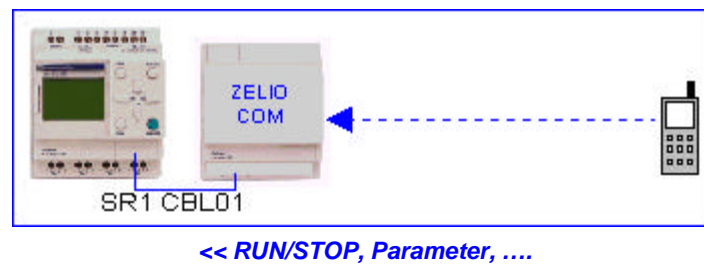 ZELIO
COM
SR1 CBL01
<< RUN/STOP, Parameter, ….